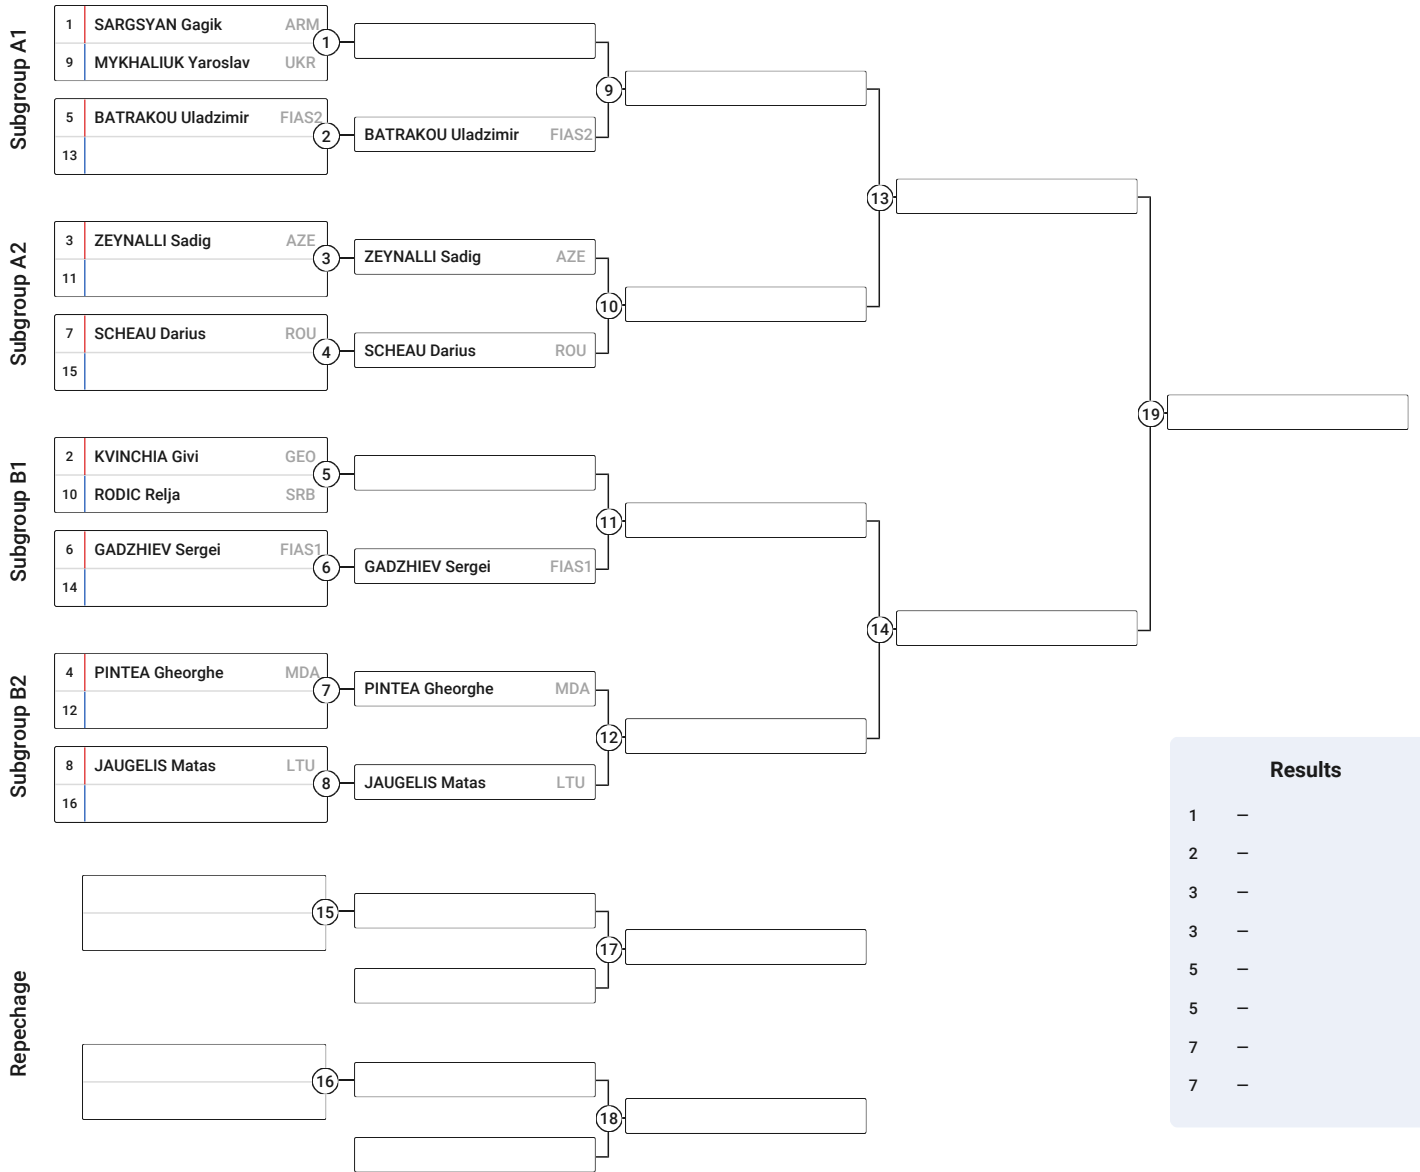 Subgroup A1
1 SARGSYAN Gagik ARM
9 MYKHALIUK Yaroslav UKR
1
5 BATRAKOU Uladzimir FIAS2
13
2
BATRAKOU Uladzimir FIAS2
9
Subgroup A2
3 ZEYNALLI Sadig AZE
11
3
ZEYNALLI Sadig AZE
7 SCHEAU Darius ROU
15
4
SCHEAU Darius ROU
10
13
Subgroup B1
2 KVINCHIA Givi GEO
10 RODIC Relja SRB
5
6 GADZHIEV Sergei FIAS1
14
6
GADZHIEV Sergei FIAS1
11
Subgroup B2
4 PINTEA Gheorghe MDA
12
7
PINTEA Gheorghe MDA
8 JAUGELIS Matas LTU
16
8
JAUGELIS Matas LTU
12
14
19
Repechage
15
17
16
18
Results
1 –
2 –
3 –
3 –
5 –
5 –
7 –
7 –